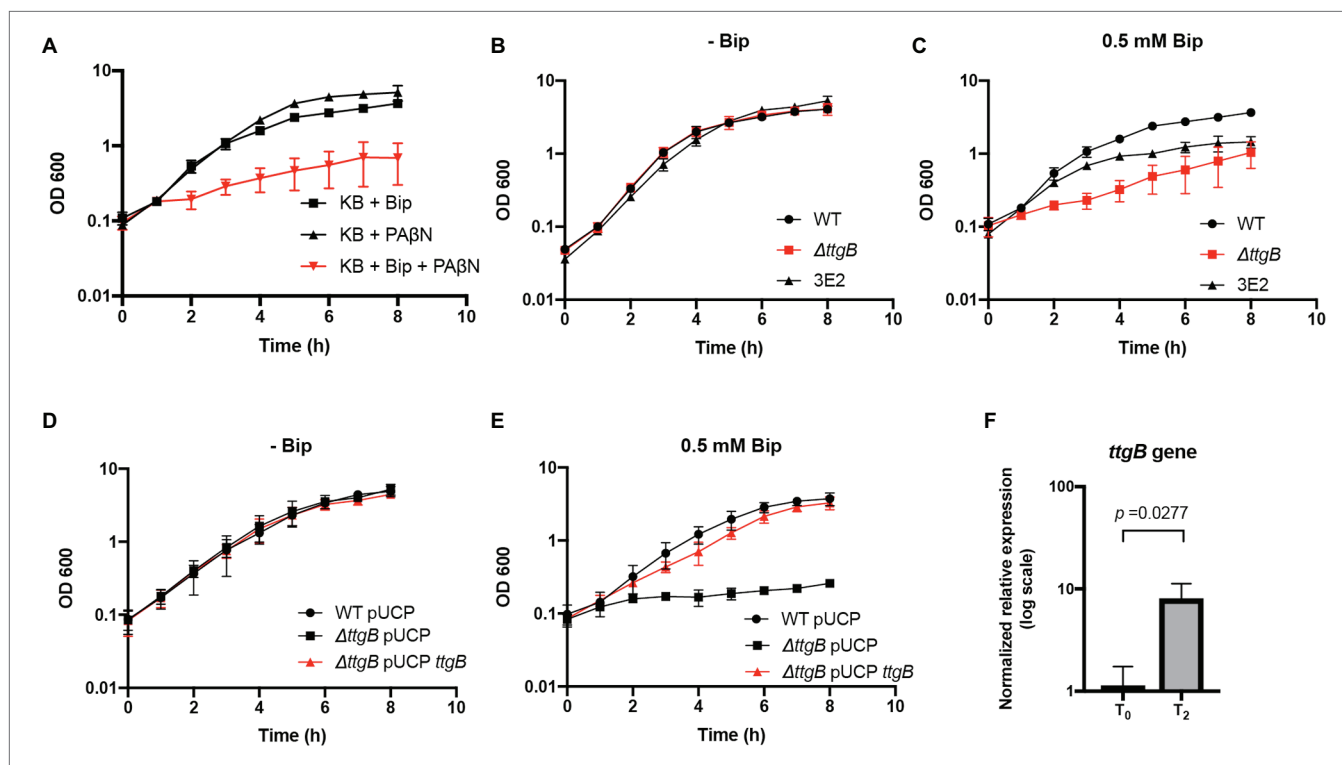 A
10
1
0.1
0.01
OD 600
0 2 4 6 8 10
Time (h)
KB + Bip
KB + PAβN
KB + Bip + PAβN
B
- Bip
10
1
0.1
0.01
OD 600
0 2 4 6 8 10
Time (h)
WT
ΔttgB
3E2
C
0.5 mM Bip
10
1
0.1
0.01
OD 600
0 2 4 6 8 10
Time (h)
WT
ΔttgB
3E2
D
- Bip
10
1
0.1
0.01
OD 600
0 2 4 6 8 10
Time (h)
WT pUCP
ΔttgB pUCP
ΔttgB pUCP ttgB
E
0.5 mM Bip
10
1
0.1
0.01
OD 600
0 2 4 6 8 10
Time (h)
WT pUCP
ΔttgB pUCP
ΔttgB pUCP ttgB
F
ttgB gene
Normalized relative expression
(log scale)
100
10
1
p =0.0277
T0 T2